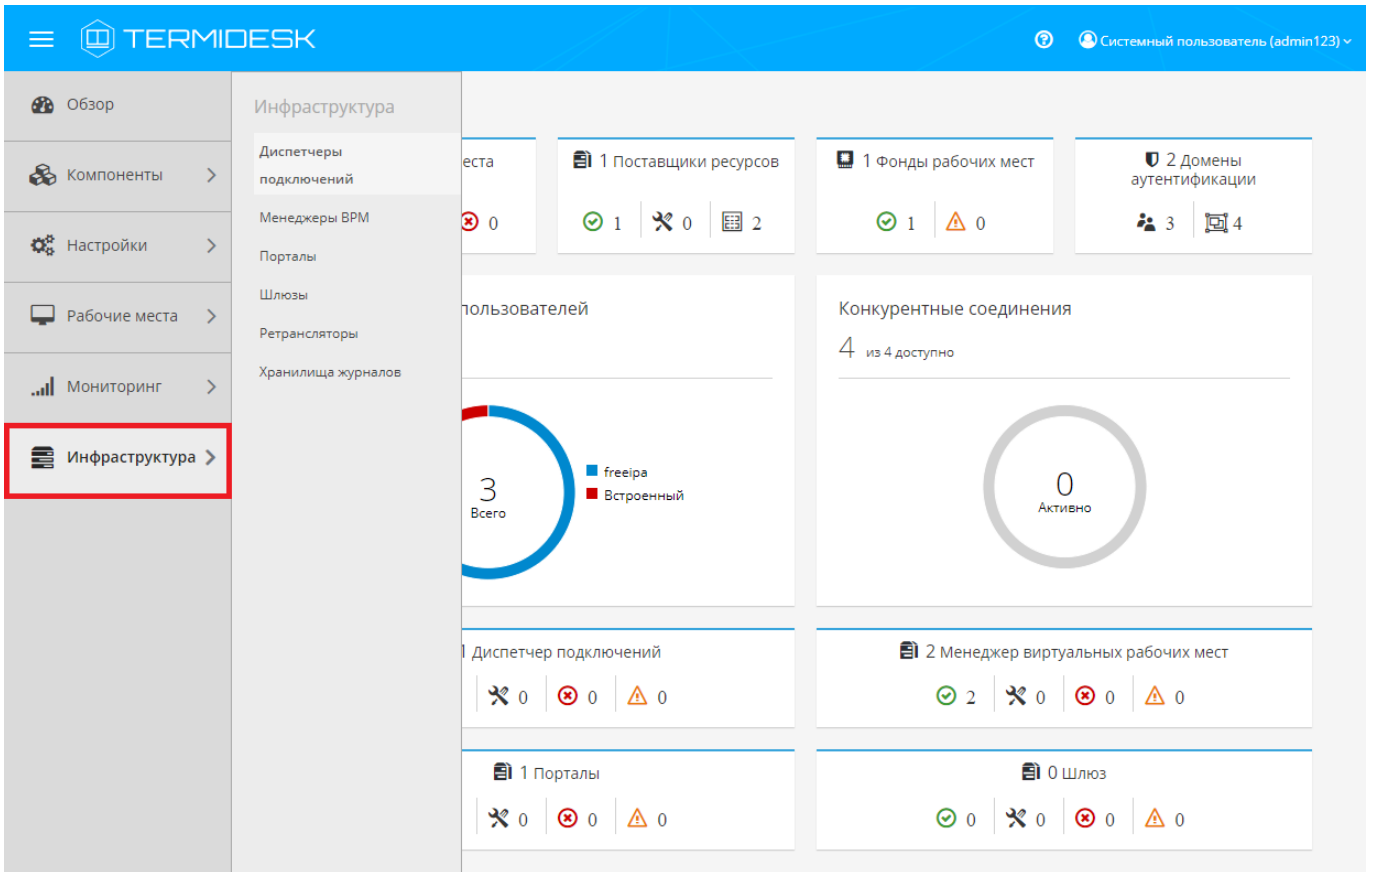 TERMIDESK
Системный пользователь (admin123)
Обзор
Компоненты
Настройки
Рабочие места
Мониторинг
Инфраструктура
Инфраструктура
Диспетчеры
подключений
Менеджеры ВРМ
Порталы
Шлюзы
Ретрансляторы
Хранилища журналов
еста
0
1 Поставщики ресурсов
1 0 2
1 Фонды рабочих мест
1 0
2 Домены
аутентификации
3 4
пользователей
3
Всего
freeipa
Встроенный
Конкурентные соединения
4 из 4 доступно
0
Активно
1 Диспетчер подключений
0 0 0
2 Менеджер виртуальных рабочих мест
2 0 0 0
1 Порталы
0 0 0
0 Шлюз
0 0 0 0